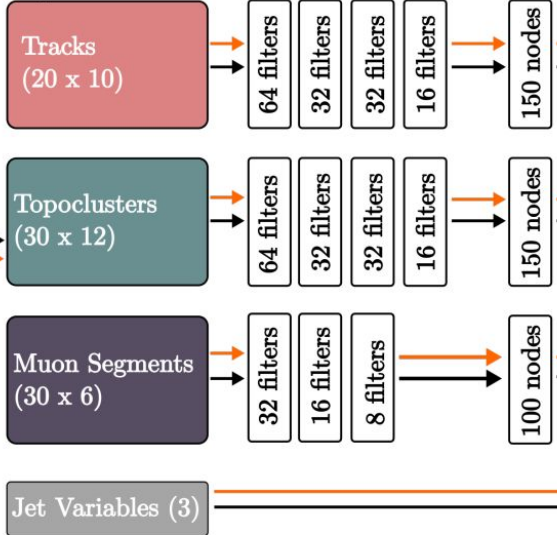 Tracks
(20 x 10)
64 filters
32 filters
32 filters
16 filters
150 nodes
Topoclusters
(30 x 12)
64 filters
32 filters
32 filters
16 filters
150 nodes
Muon Segments
(30 x 6)
32 filters
16 filters
8 filters
100 nodes
Jet Variables (3)